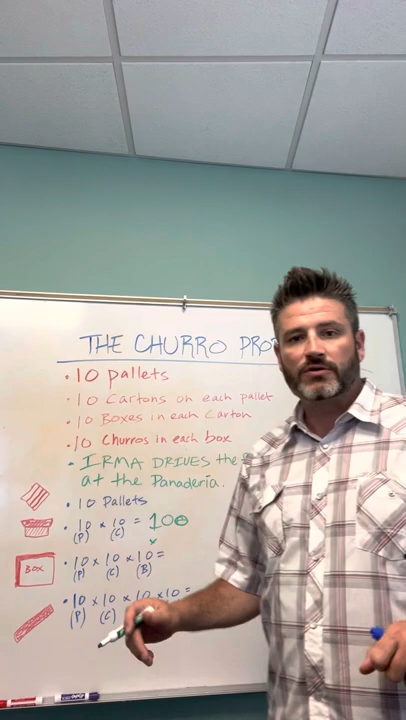 THE CHURRO PRO
• 10 pallets
• 10 Cartons on each pallet
• 10 Boxes in each Carton
• 10 Churros in each box
• IRMA DRIVES the
at the Panaderia.
• 10 Pallets
• 10 x 10 = 100
(P) (C) x
BOX
• 10 x 10 x 10 =
(P) (C) (B)
• 10 x 10 x 10 x 10 =
(P) (C)